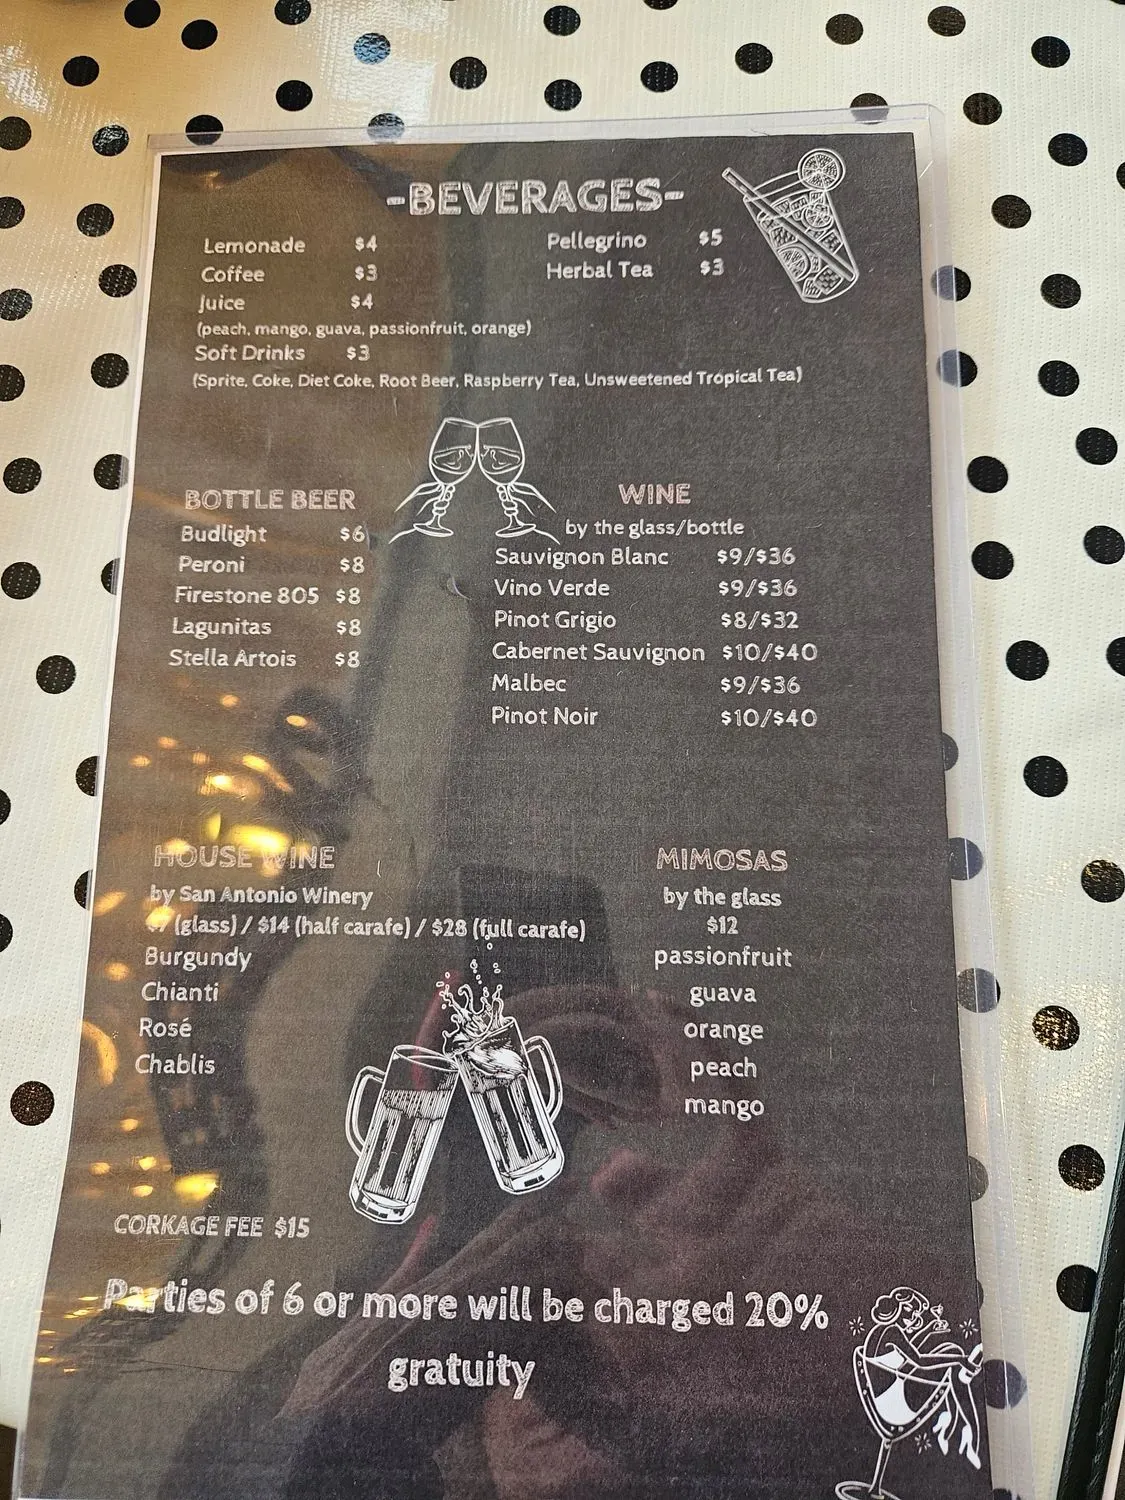 -BEVERAGES-
Lemonade $4
Coffee $3
Juice $4
(peach, mango, guava, passionfruit, orange)
Soft Drinks $3
(Sprite, Coke, Diet Coke, Root Beer, Raspberry Tea, Unsweetened Tropical Tea)
Pellegrino $5
Herbal Tea $3
BOTTLE BEER
Budlight $6
Peroni $8
Firestone 805 $8
Lagunitas $8
Stella Artois $8
WINE
by the glass/bottle
Sauvignon Blanc $9/$36
Vino Verde $9/$36
Pinot Grigio $8/$32
Cabernet Sauvignon $10/$40
Malbec $9/$36
Pinot Noir $10/$40
HOUSE WINE
by San Antonio Winery
$7 (glass) / $14 (half carafe) / $28 (full carafe)
Burgundy
Chianti
Rosé
Chablis
MIMOSAS
by the glass
$12
passionfruit
guava
orange
peach
mango
CORKAGE FEE $15
Parties of 6 or more will be charged 20%
gratuity